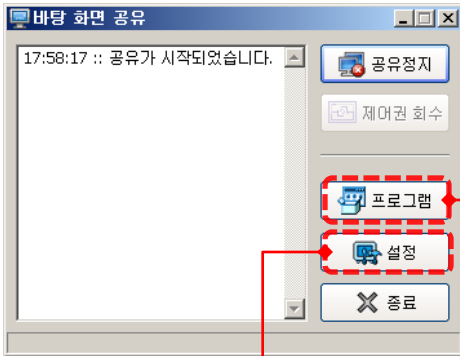 바탕 화면 공유
17:58:17 :: 공유가 시작되었습니다.
공유정지
제어권 회수
프로그램
설정
종료